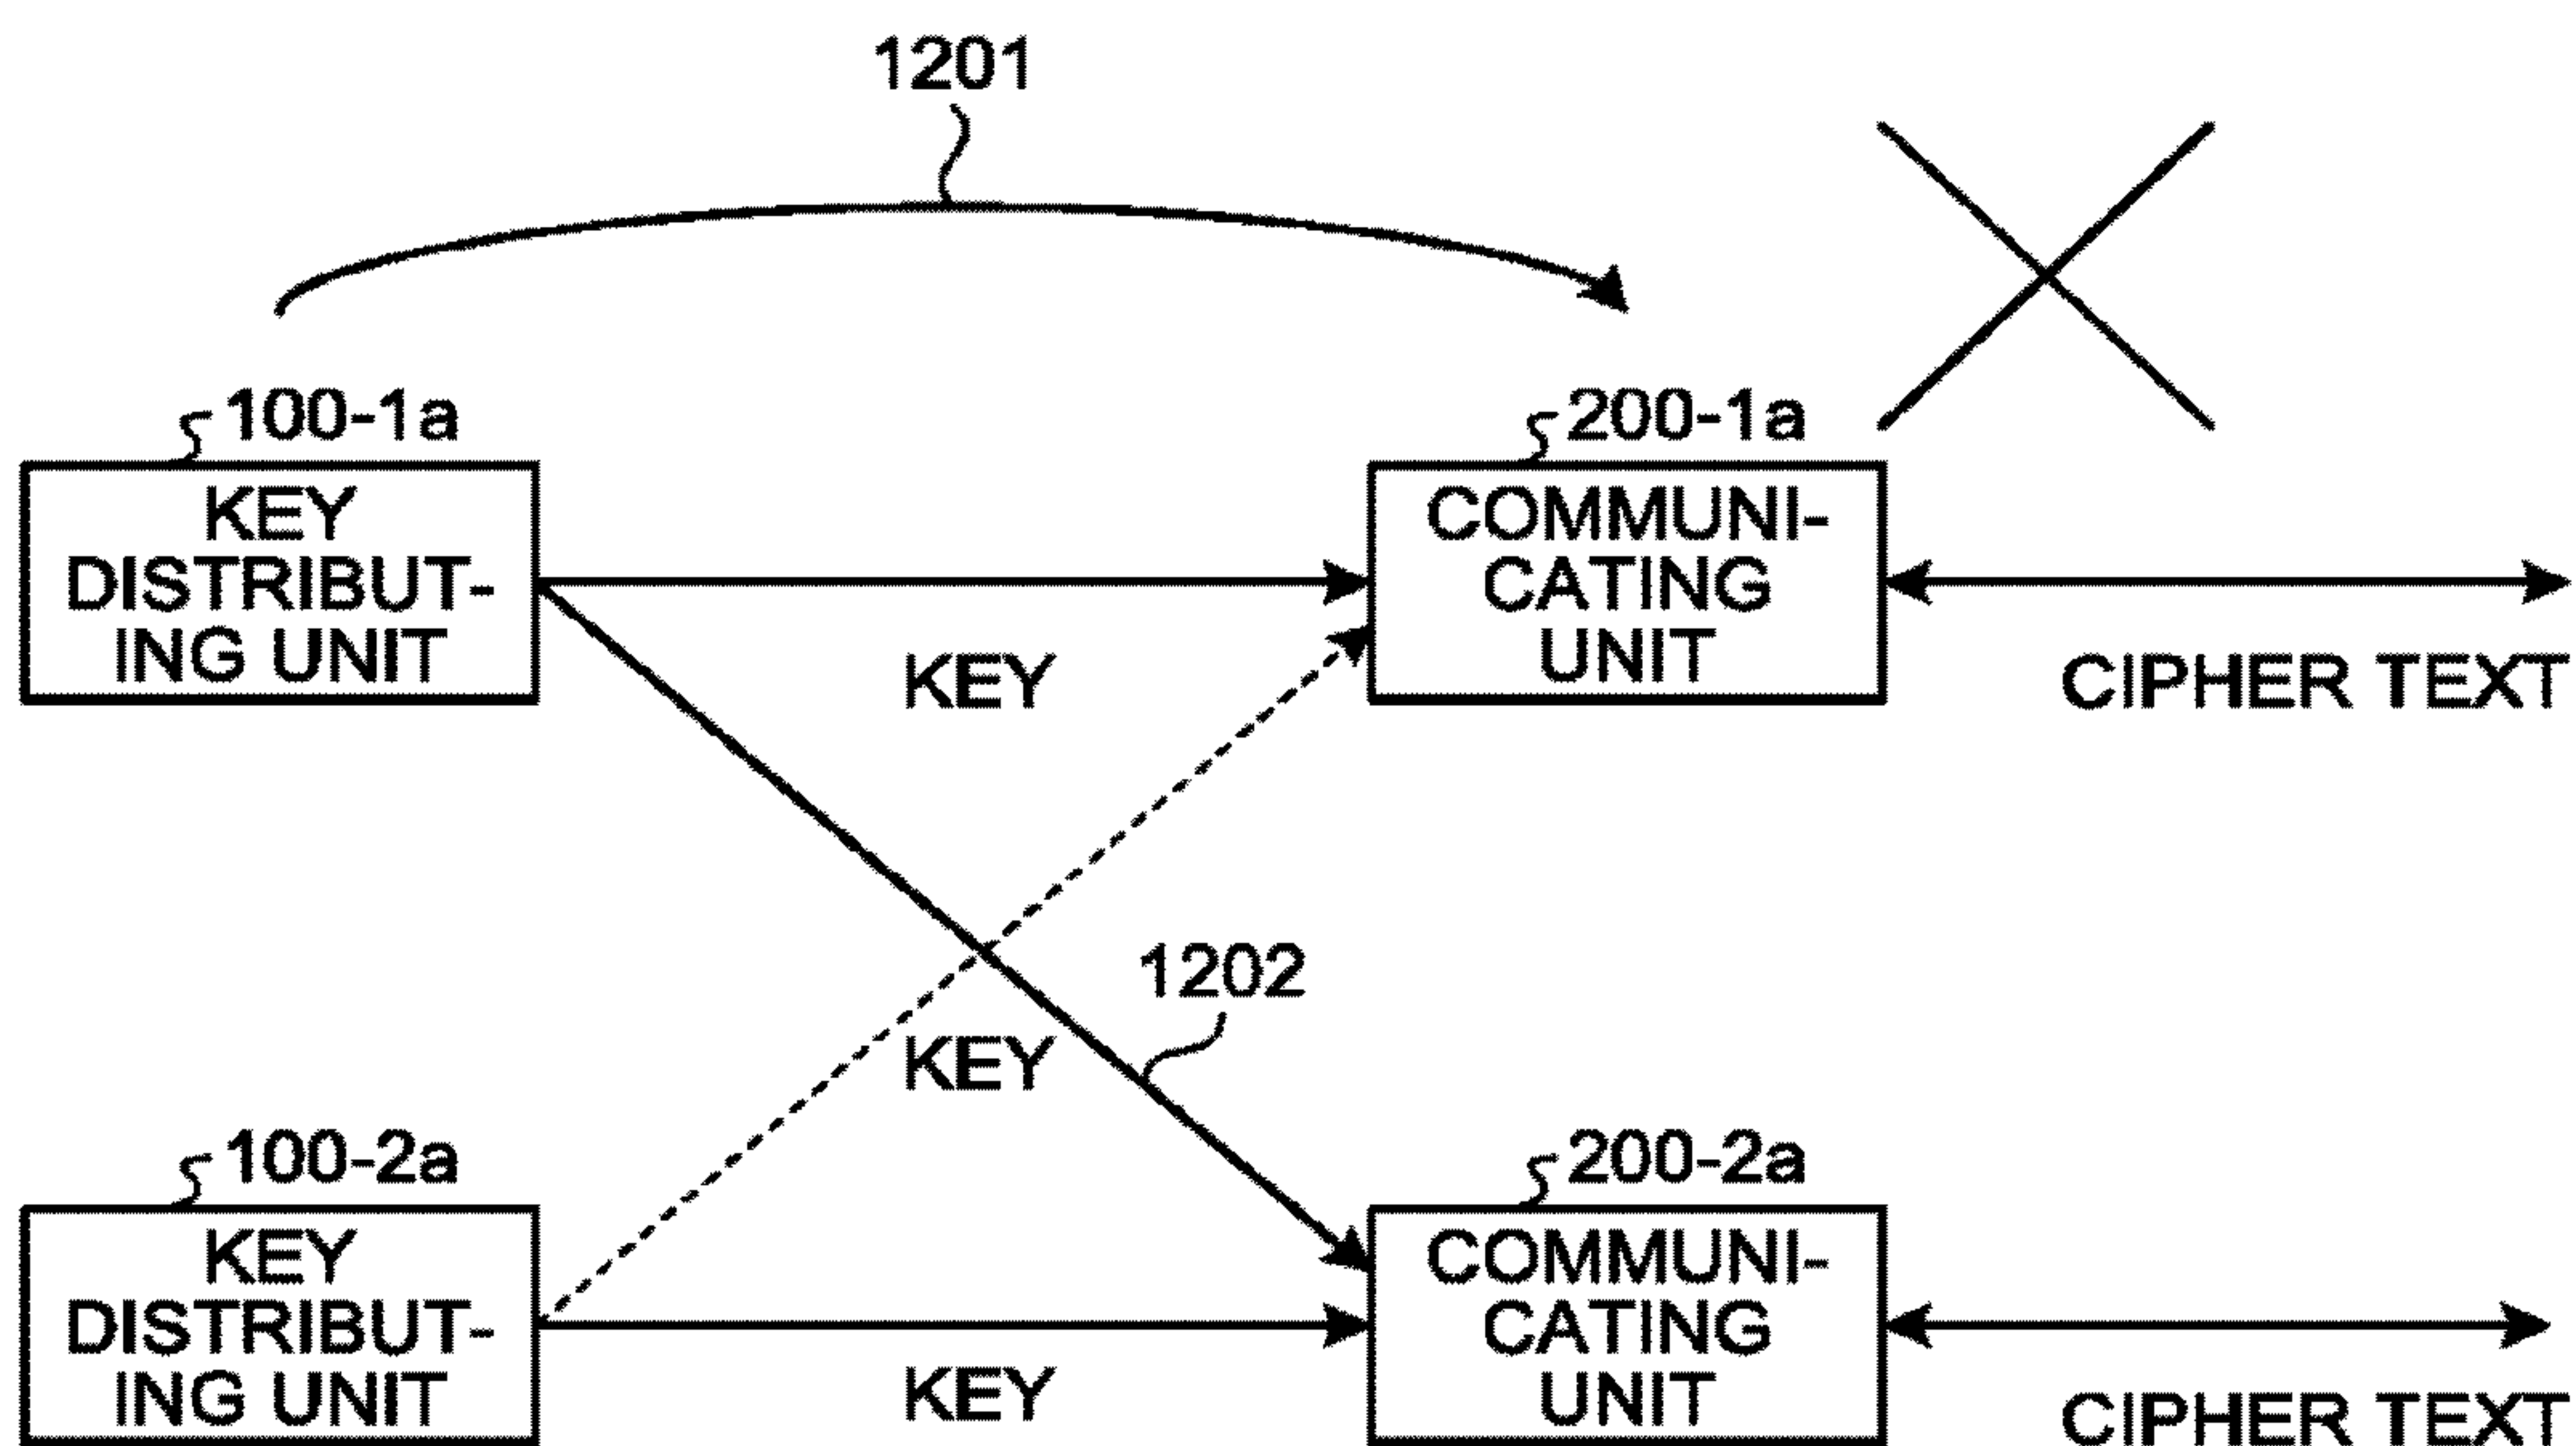 1201
100-1a
200-1a
KEY
DISTRIBUT-
ING UNIT
COMMUNI-
CATING
UNIT
KEY
CIPHER TEXT
1202
KEY
100-2a
200-2a
KEY
DISTRIBUT-
ING UNIT
COMMUNI-
CATING
UNIT
KEY
CIPHER TEXT